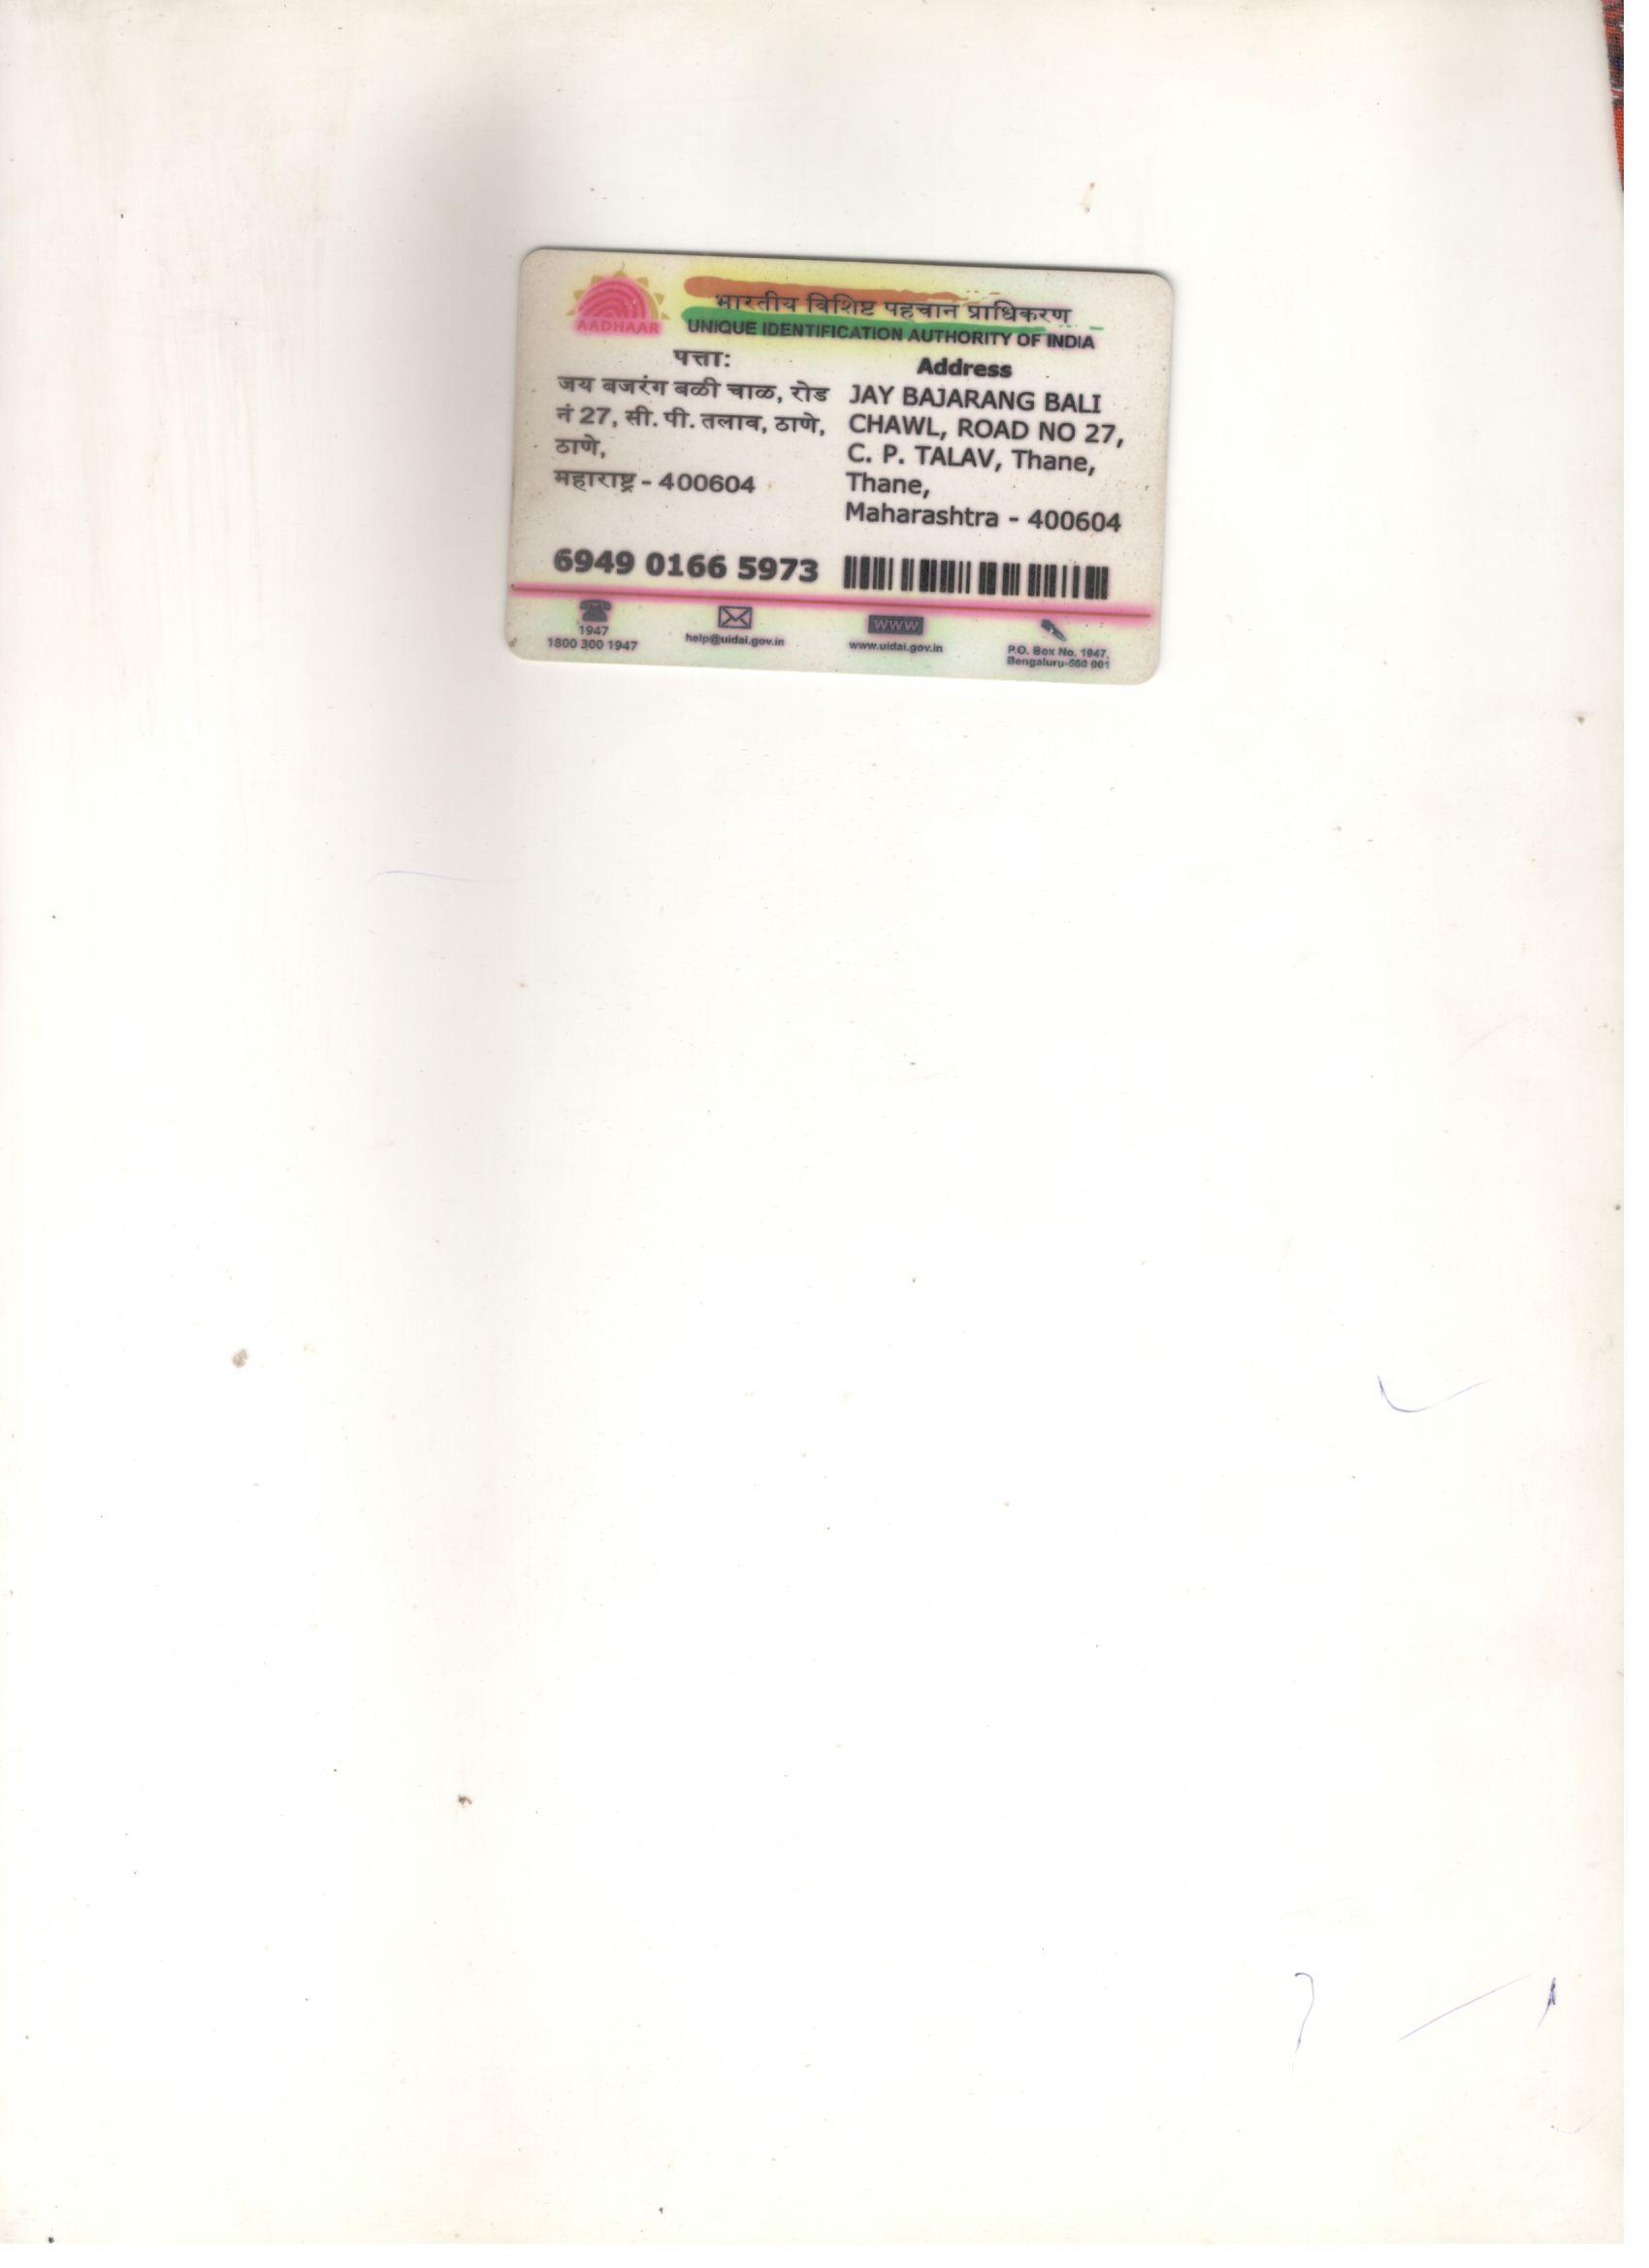 AADHAAR
भारतीय विशिष्ट पहचान प्राधिकरण
UNIQUE IDENTIFICATION AUTHORITY OF INDIA
पत्ता:
जय बजरंग बळी चाळ, रोड
नं 27, सी. पी. तलाव, ठाणे,
ठाणे,
महाराष्ट्र - 400604
Address
JAY BAJARANG BALI
CHAWL, ROAD NO 27,
C. P. TALAV, Thane,
Thane,
Maharashtra - 400604
6949 0166 5973
1947
1800 300 1947
help@uidai.gov.in
www
www.uidai.gov.in
P.O. Box No. 1947,
Bengaluru-560 001